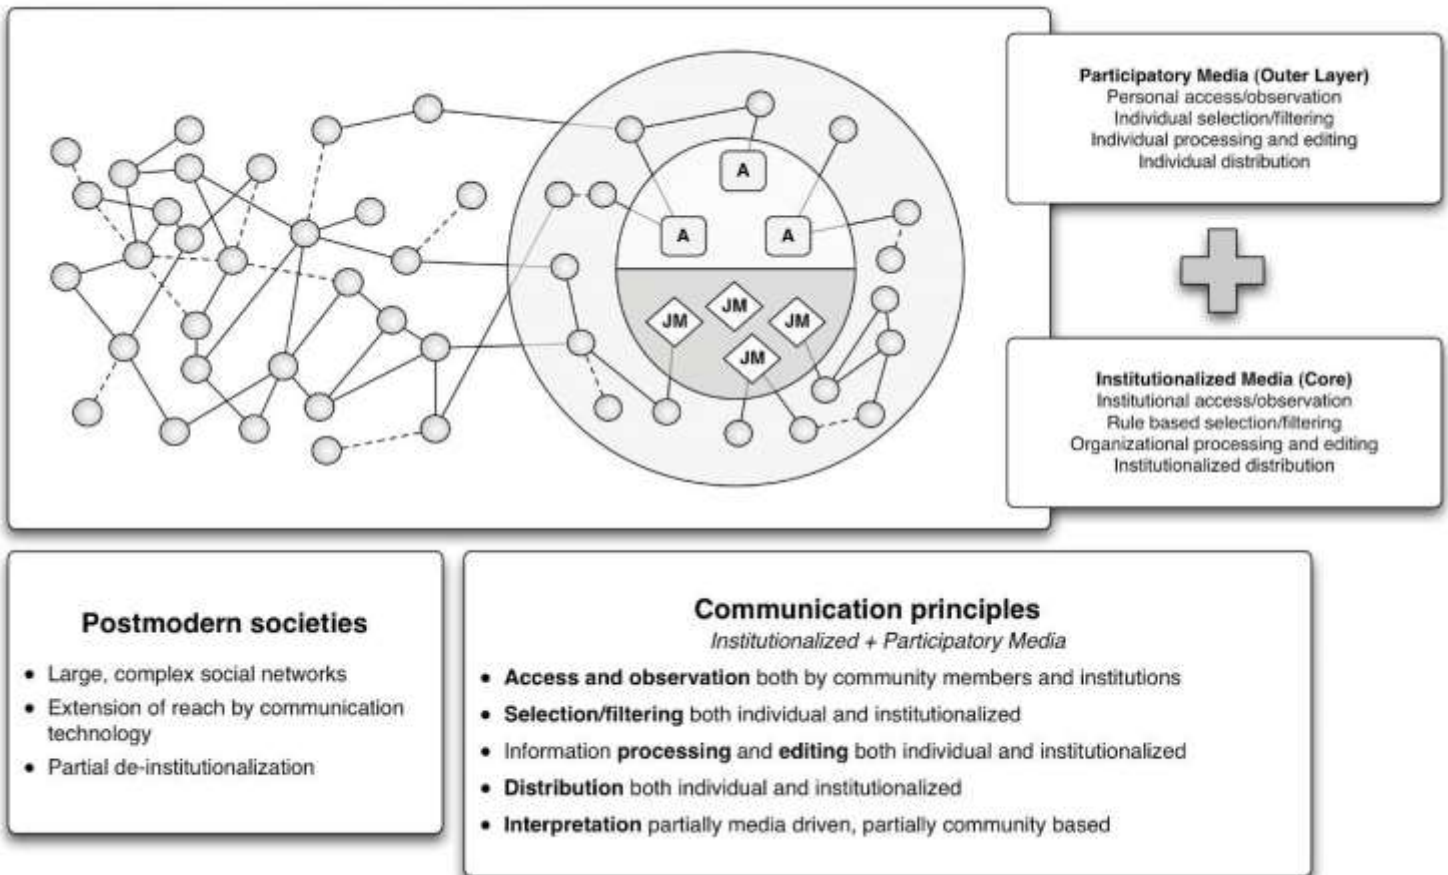 Participatory Media (Outer Layer)
Personal access/observation
Individual selection/filtering
Individual processing and editing
Individual distribution
A
A
A
JM
JM
JM
JM
Institutionalized Media (Core)
Institutional access/observation
Rule based selection/filtering
Organizational processing and editing
Institutionalized distribution
Postmodern societies
• Large, complex social networks
• Extension of reach by communication
technology
• Partial de-institutionalization
Communication principles
Institutionalized + Participatory Media
• Access and observation both by community members and institutions
• Selection/filtering both individual and institutionalized
• Information processing and editing both individual and institutionalized
• Distribution both individual and institutionalized
• Interpretation partially media driven, partially community based